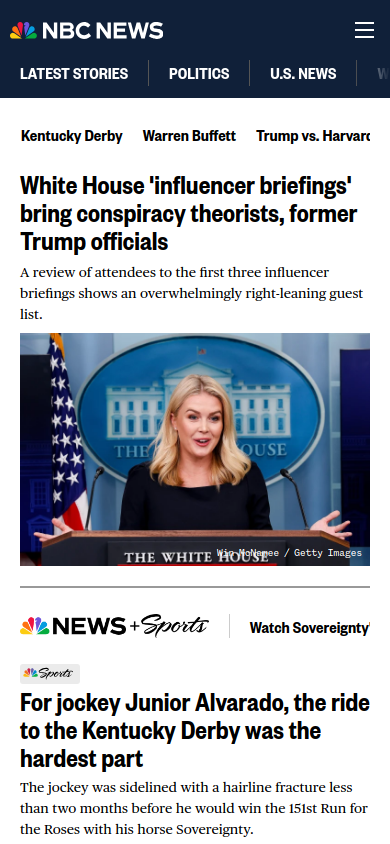 NBC NEWS
LATEST STORIES POLITICS U.S. NEWS
Kentucky Derby Warren Buffett Trump vs. Harvard
White House 'influencer briefings'
bring conspiracy theorists, former
Trump officials
A review of attendees to the first three influencer
briefings shows an overwhelmingly right-leaning guest
list.
THE HOUSE
THE WHITE HOUSE
Win McNamee / Getty Images
NEWS + Sports Watch Sovereignty'
Sports
For jockey Junior Alvarado, the ride
to the Kentucky Derby was the
hardest part
The jockey was sidelined with a hairline fracture less
than two months before he would win the 151st Run for
the Roses with his horse Sovereignty.